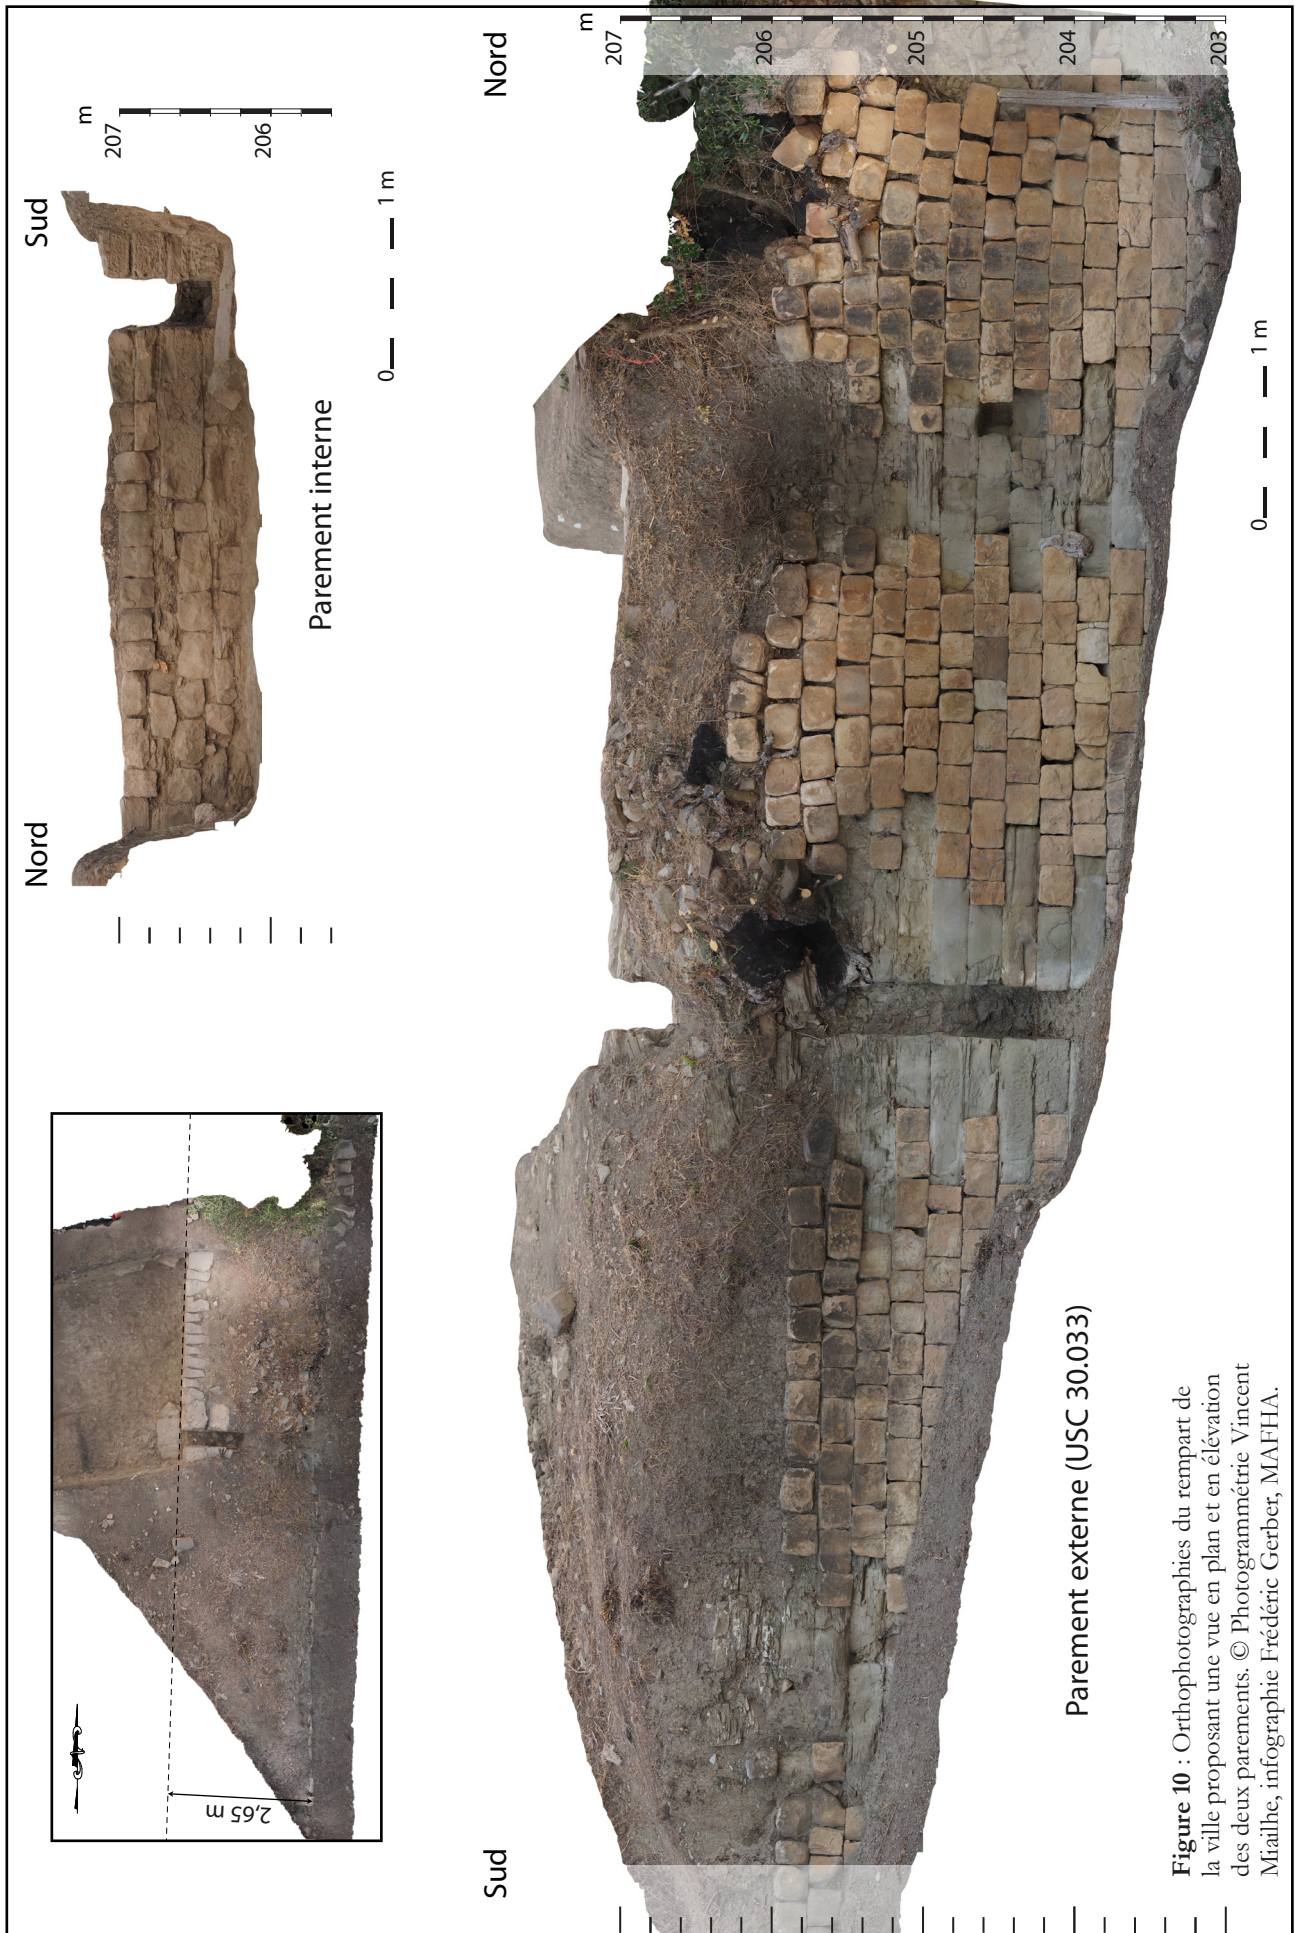 2,65 m
Nord
Sud
m
207
206
0
1 m
Parement interne
Sud
Nord
m
207
206
205
204
203
0
1 m
Parement externe (USC 30.033)
Figure 10 : Orthophotographies du rempart de
la ville proposant une vue en plan et en élévation
des deux parements. © Photogrammétrie Vincent
Miailhe, infographie Frédéric Gerber, MAFHA.